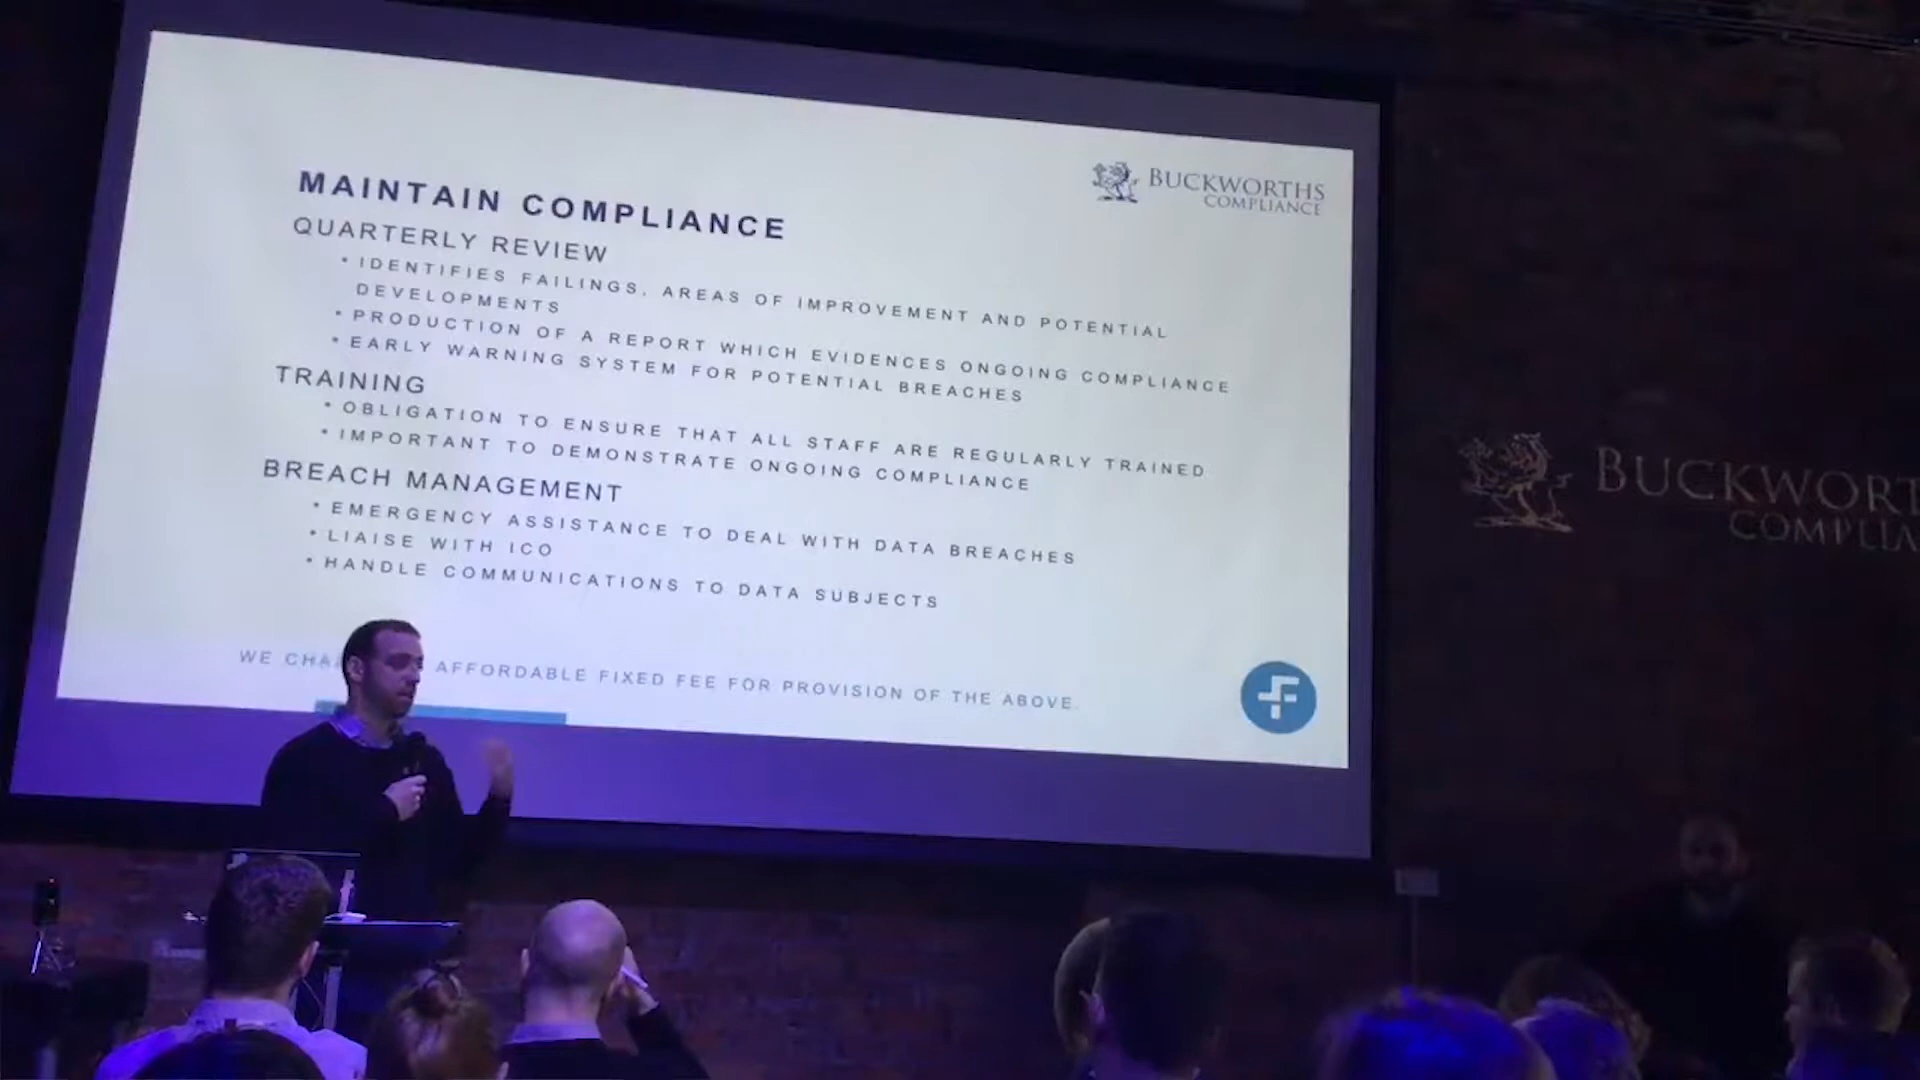 BUCKWORTHS
COMPLIANCE
MAINTAIN COMPLIANCE
QUARTERLY REVIEW
• IDENTIFIES FAILINGS, AREAS OF IMPROVEMENT AND POTENTIAL
DEVELOPMENTS
• PRODUCTION OF A REPORT WHICH EVIDENCES ONGOING COMPLIANCE
• EARLY WARNING SYSTEM FOR POTENTIAL BREACHES
TRAINING
• OBLIGATION TO ENSURE THAT ALL STAFF ARE REGULARLY TRAINED
• IMPORTANT TO DEMONSTRATE ONGOING COMPLIANCE
BREACH MANAGEMENT
• EMERGENCY ASSISTANCE TO DEAL WITH DATA BREACHES
• LIAISE WITH ICO
• HANDLE COMMUNICATIONS TO DATA SUBJECTS
WE CHA AFFORDABLE FIXED FEE FOR PROVISION OF THE ABOVE.
BUCKWORT
COMPLIA